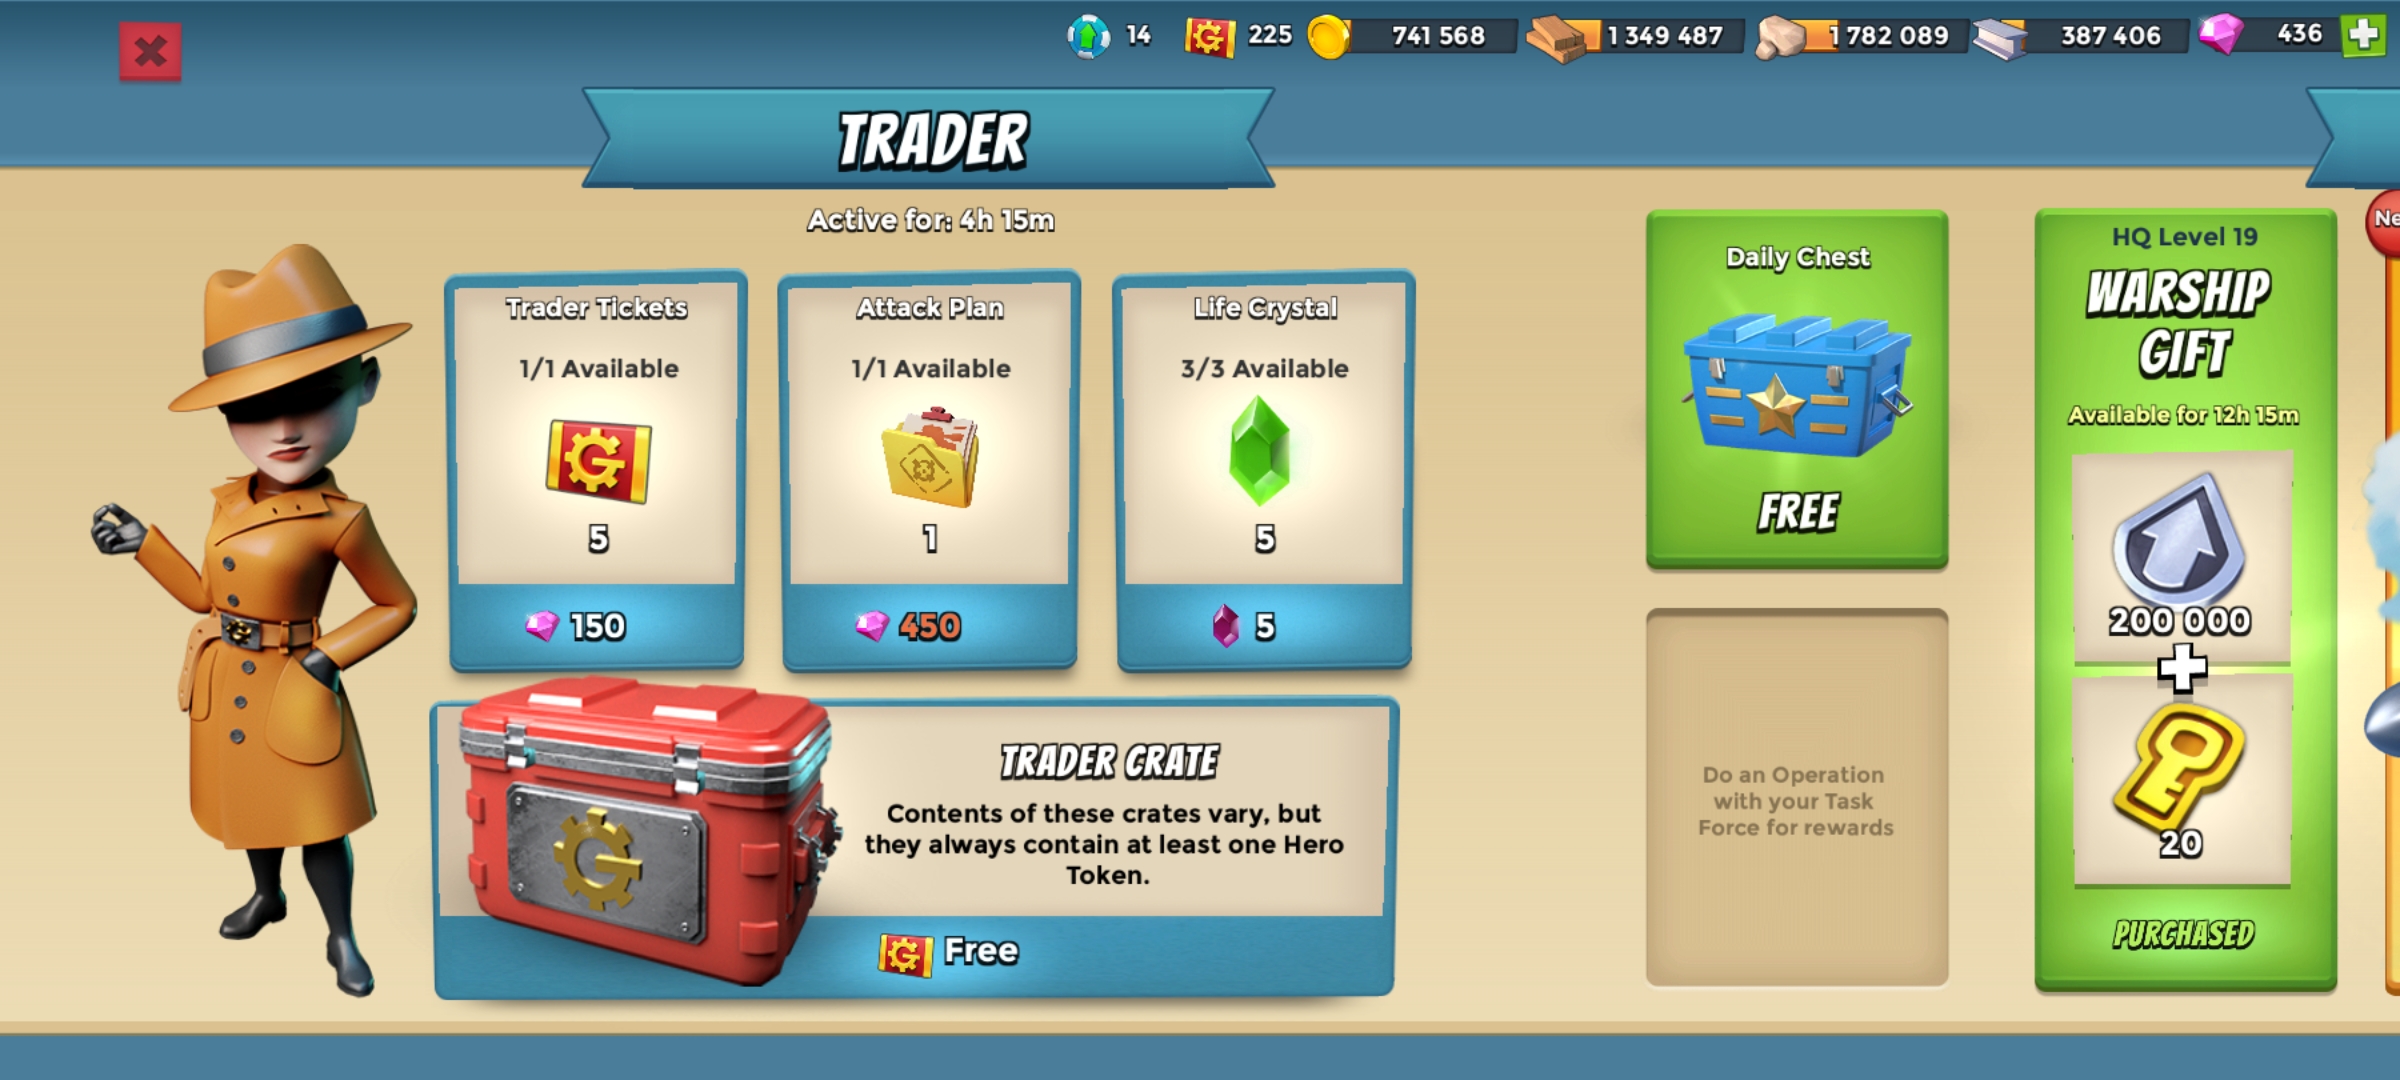 14
225
741 568
1 349 487
1 782 089
387 406
436
TRADER
Active for: 4h 15m
Trader Tickets
1/1 Available
5
150
Attack Plan
1/1 Available
1
450
Life Crystal
3/3 Available
5
5
TRADER CRATE
Contents of these crates vary, but
they always contain at least one Hero
Token.
Free
Daily Chest
FREE
Do an Operation
with your Task
Force for rewards
HQ Level 19
WARSHIP
GIFT
Available for 12h 15m
200 000
20
PURCHASED